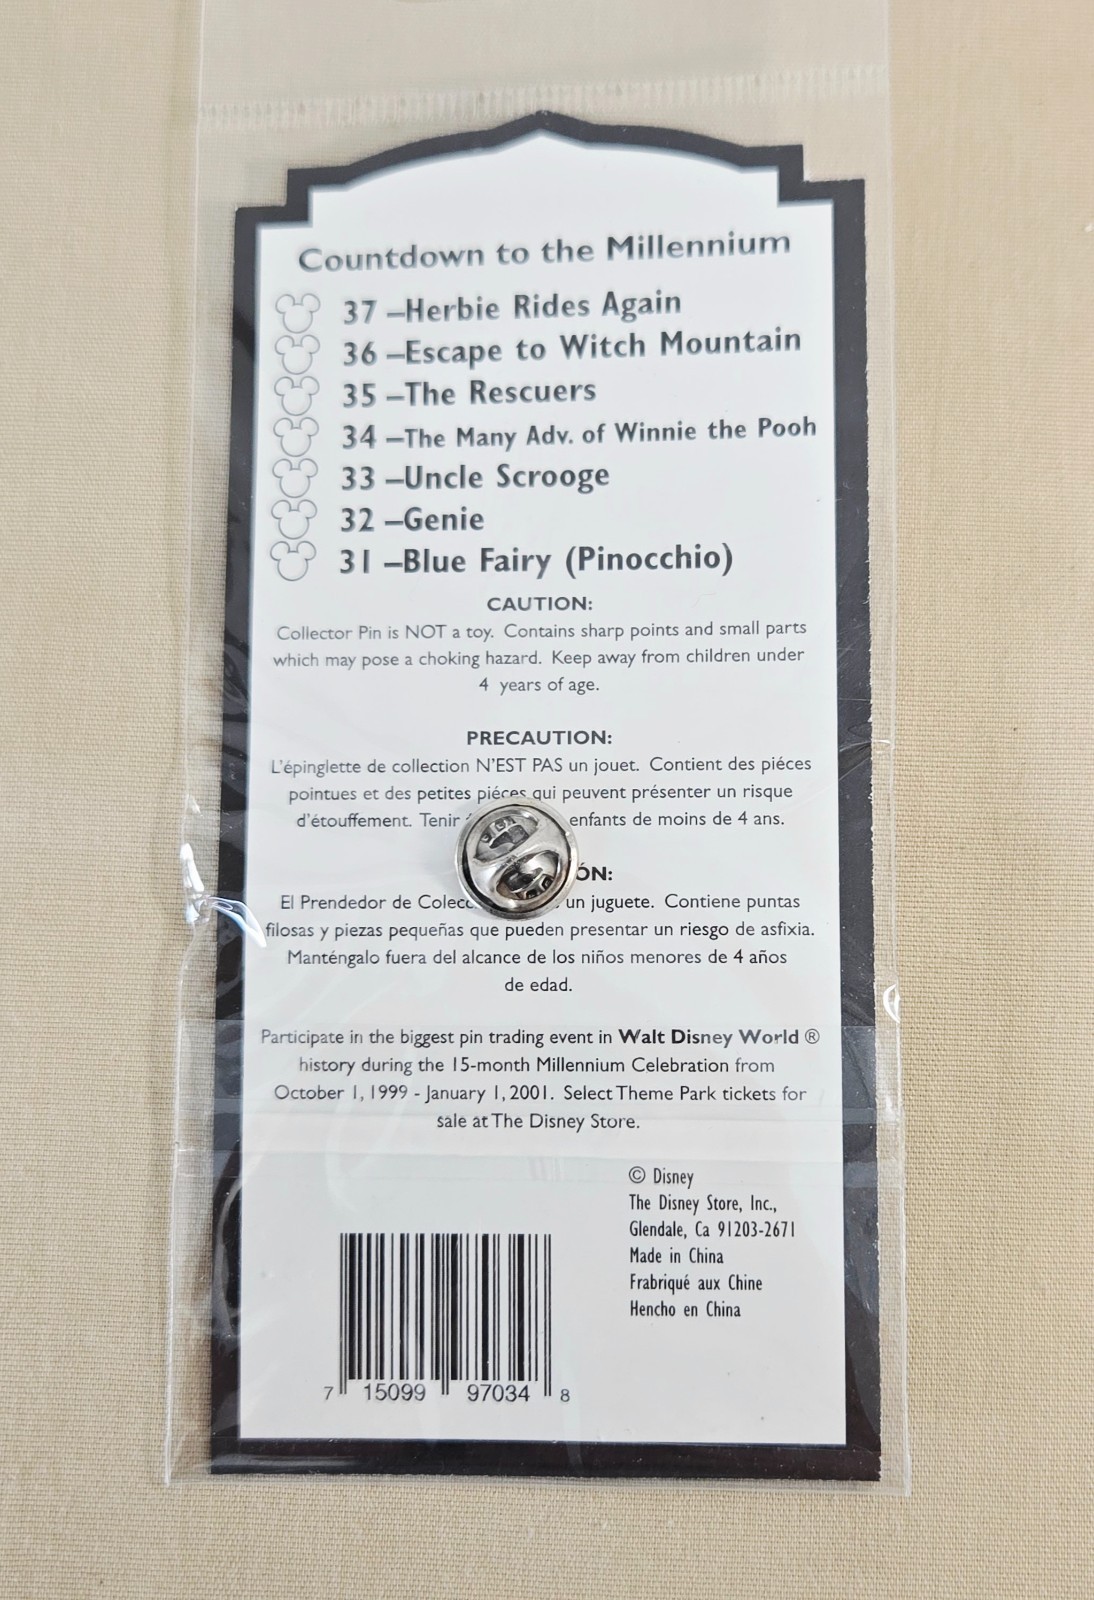 Countdown to the Millennium
37 –Herbie Rides Again
36 –Escape to Witch Mountain
35 –The Rescuers
34 –The Many Adv. of Winnie the Pooh
33 –Uncle Scrooge
32 –Genie
31 –Blue Fairy (Pinocchio)
CAUTION:
Collector Pin is NOT a toy. Contains sharp points and small parts
which may pose a choking hazard. Keep away from children under
4 years of age.
PRECAUTION:
L'épinglette de collection N'EST PAS un jouet. Contient des piéces
pointues et des petites piéces qui peuvent présenter un risque
d'étouffement. Tenir enfants de moins de 4 ans.
ÓN:
El Prendedor de Colecc un juguete. Contiene puntas
filosas y piezas pequeñas que pueden presentar un riesgo de asfixia.
Manténgalo fuera del alcance de los niños menores de 4 años
de edad.
Participate in the biggest pin trading event in Walt Disney World ®
history during the 15-month Millennium Celebration from
October 1, 1999 - January 1, 2001. Select Theme Park tickets for
sale at The Disney Store.
© Disney
The Disney Store, Inc.,
Glendale, Ca 91203-2671
Made in China
Frabriqué aux Chine
Hencho en China
7 15099 97034 8